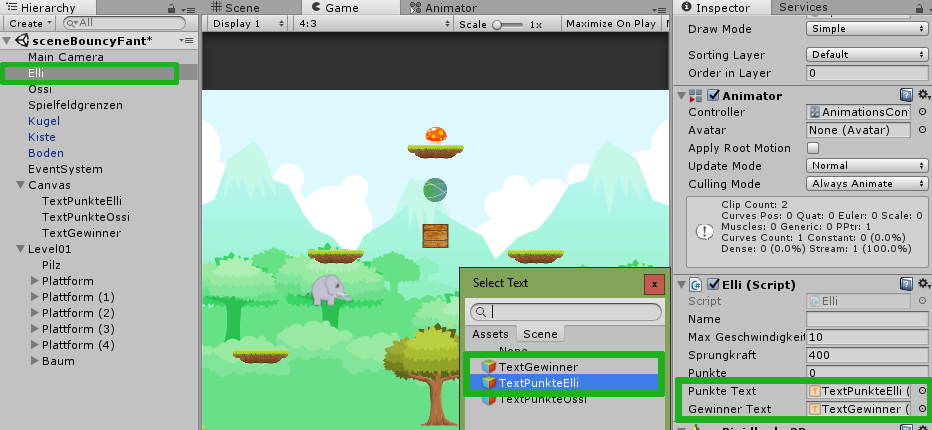 Hierarchy
Create
All
sceneBouncyFant*
Main Camera
Elli
Ossi
Spielfeldgrenzen
Kugel
Kiste
Boden
EventSystem
Canvas
TextPunkteElli
TextPunkteOssi
TextGewinner
Level01
Pilz
Plattform
Plattform (1)
Plattform (2)
Plattform (3)
Plattform (4)
Baum
Scene
Game
Animator
Display 1
4:3
Scale
1x
Maximize On Play
Select Text
x
Assets
Scene
None
TextGewinner
TextPunkteElli
TextPunkteOssi
Inspector
Services
Draw Mode
Simple
Sorting Layer
Default
Order in Layer
0
Animator
Controller
AnimationsCon
Avatar
None (Avatar)
Apply Root Motion
Update Mode
Normal
Culling Mode
Always Animate
Clip Count: 2
Curves Pos: 0 Quat: 0 Euler: 0 Scale: 0
Muscles: 0 Generic: 0 PPtr: 1
Curves Count: 1 Constant: 0 (0.0%)
Dense: 0 (0.0%) Stream: 1 (100.0%)
Elli (Script)
Script
Elli
Name
Max Geschwindigkeit
10
Sprungkraft
400
Punkte
0
Punkte Text
TextPunkteElli (
Gewinner Text
TextGewinner (